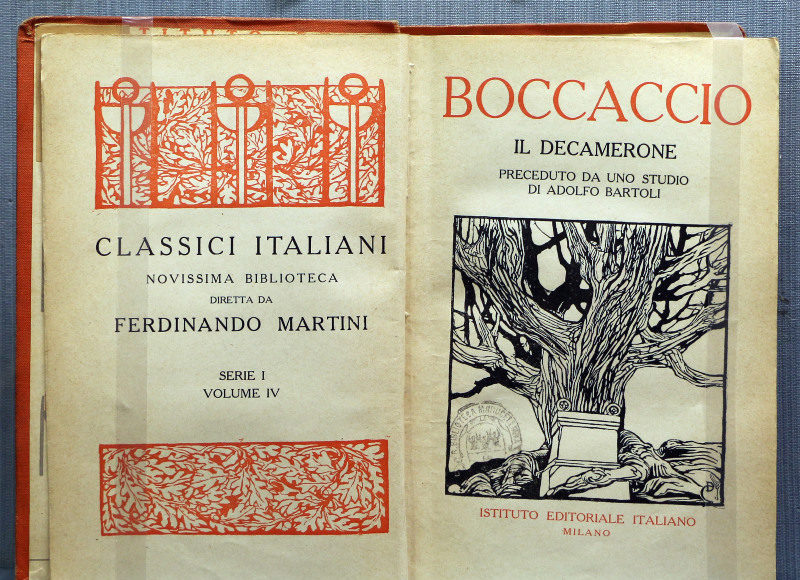 CLASSICI ITALIANI
NOVISSIMA BIBLIOTECA
DIRETTA DA
FERDINANDO MARTINI
SERIE I
VOLUME IV
BOCCACCIO
IL DECAMERONE
PRECEDUTO DA UNO STUDIO
DI ADOLFO BARTOLI
ISTITUTO EDITORIALE ITALIANO
MILANO